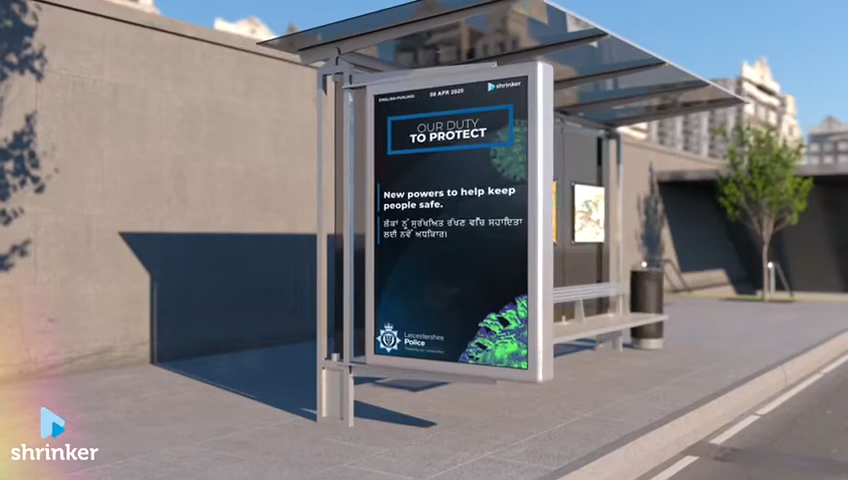 ENGLISH-PUNJABI
08 APR 2020
shrinker
OUR DUTY
TO PROTECT
New powers to help keep
people safe.
ਲੋਕਾਂ ਨੂੰ ਸੁਰੱਖਿਅਤ ਰੱਖਣ ਵਿੱਚ ਸਹਾਇਤਾ
ਲਈ ਨਵੇਂ ਅਧਿਕਾਰ।
Leicestershire
Police
shrinker